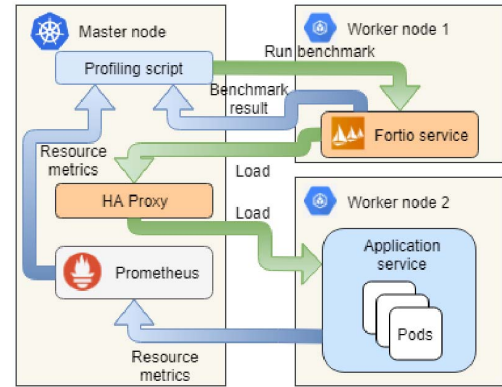 Master node
Worker node 1
Run benchmark
Profiling script
Benchmark
result
Fortio service
Resource
metrics
Load
HA Proxy
Load
Worker node 2
Application
service
Prometheus
Pods
Resource
metrics